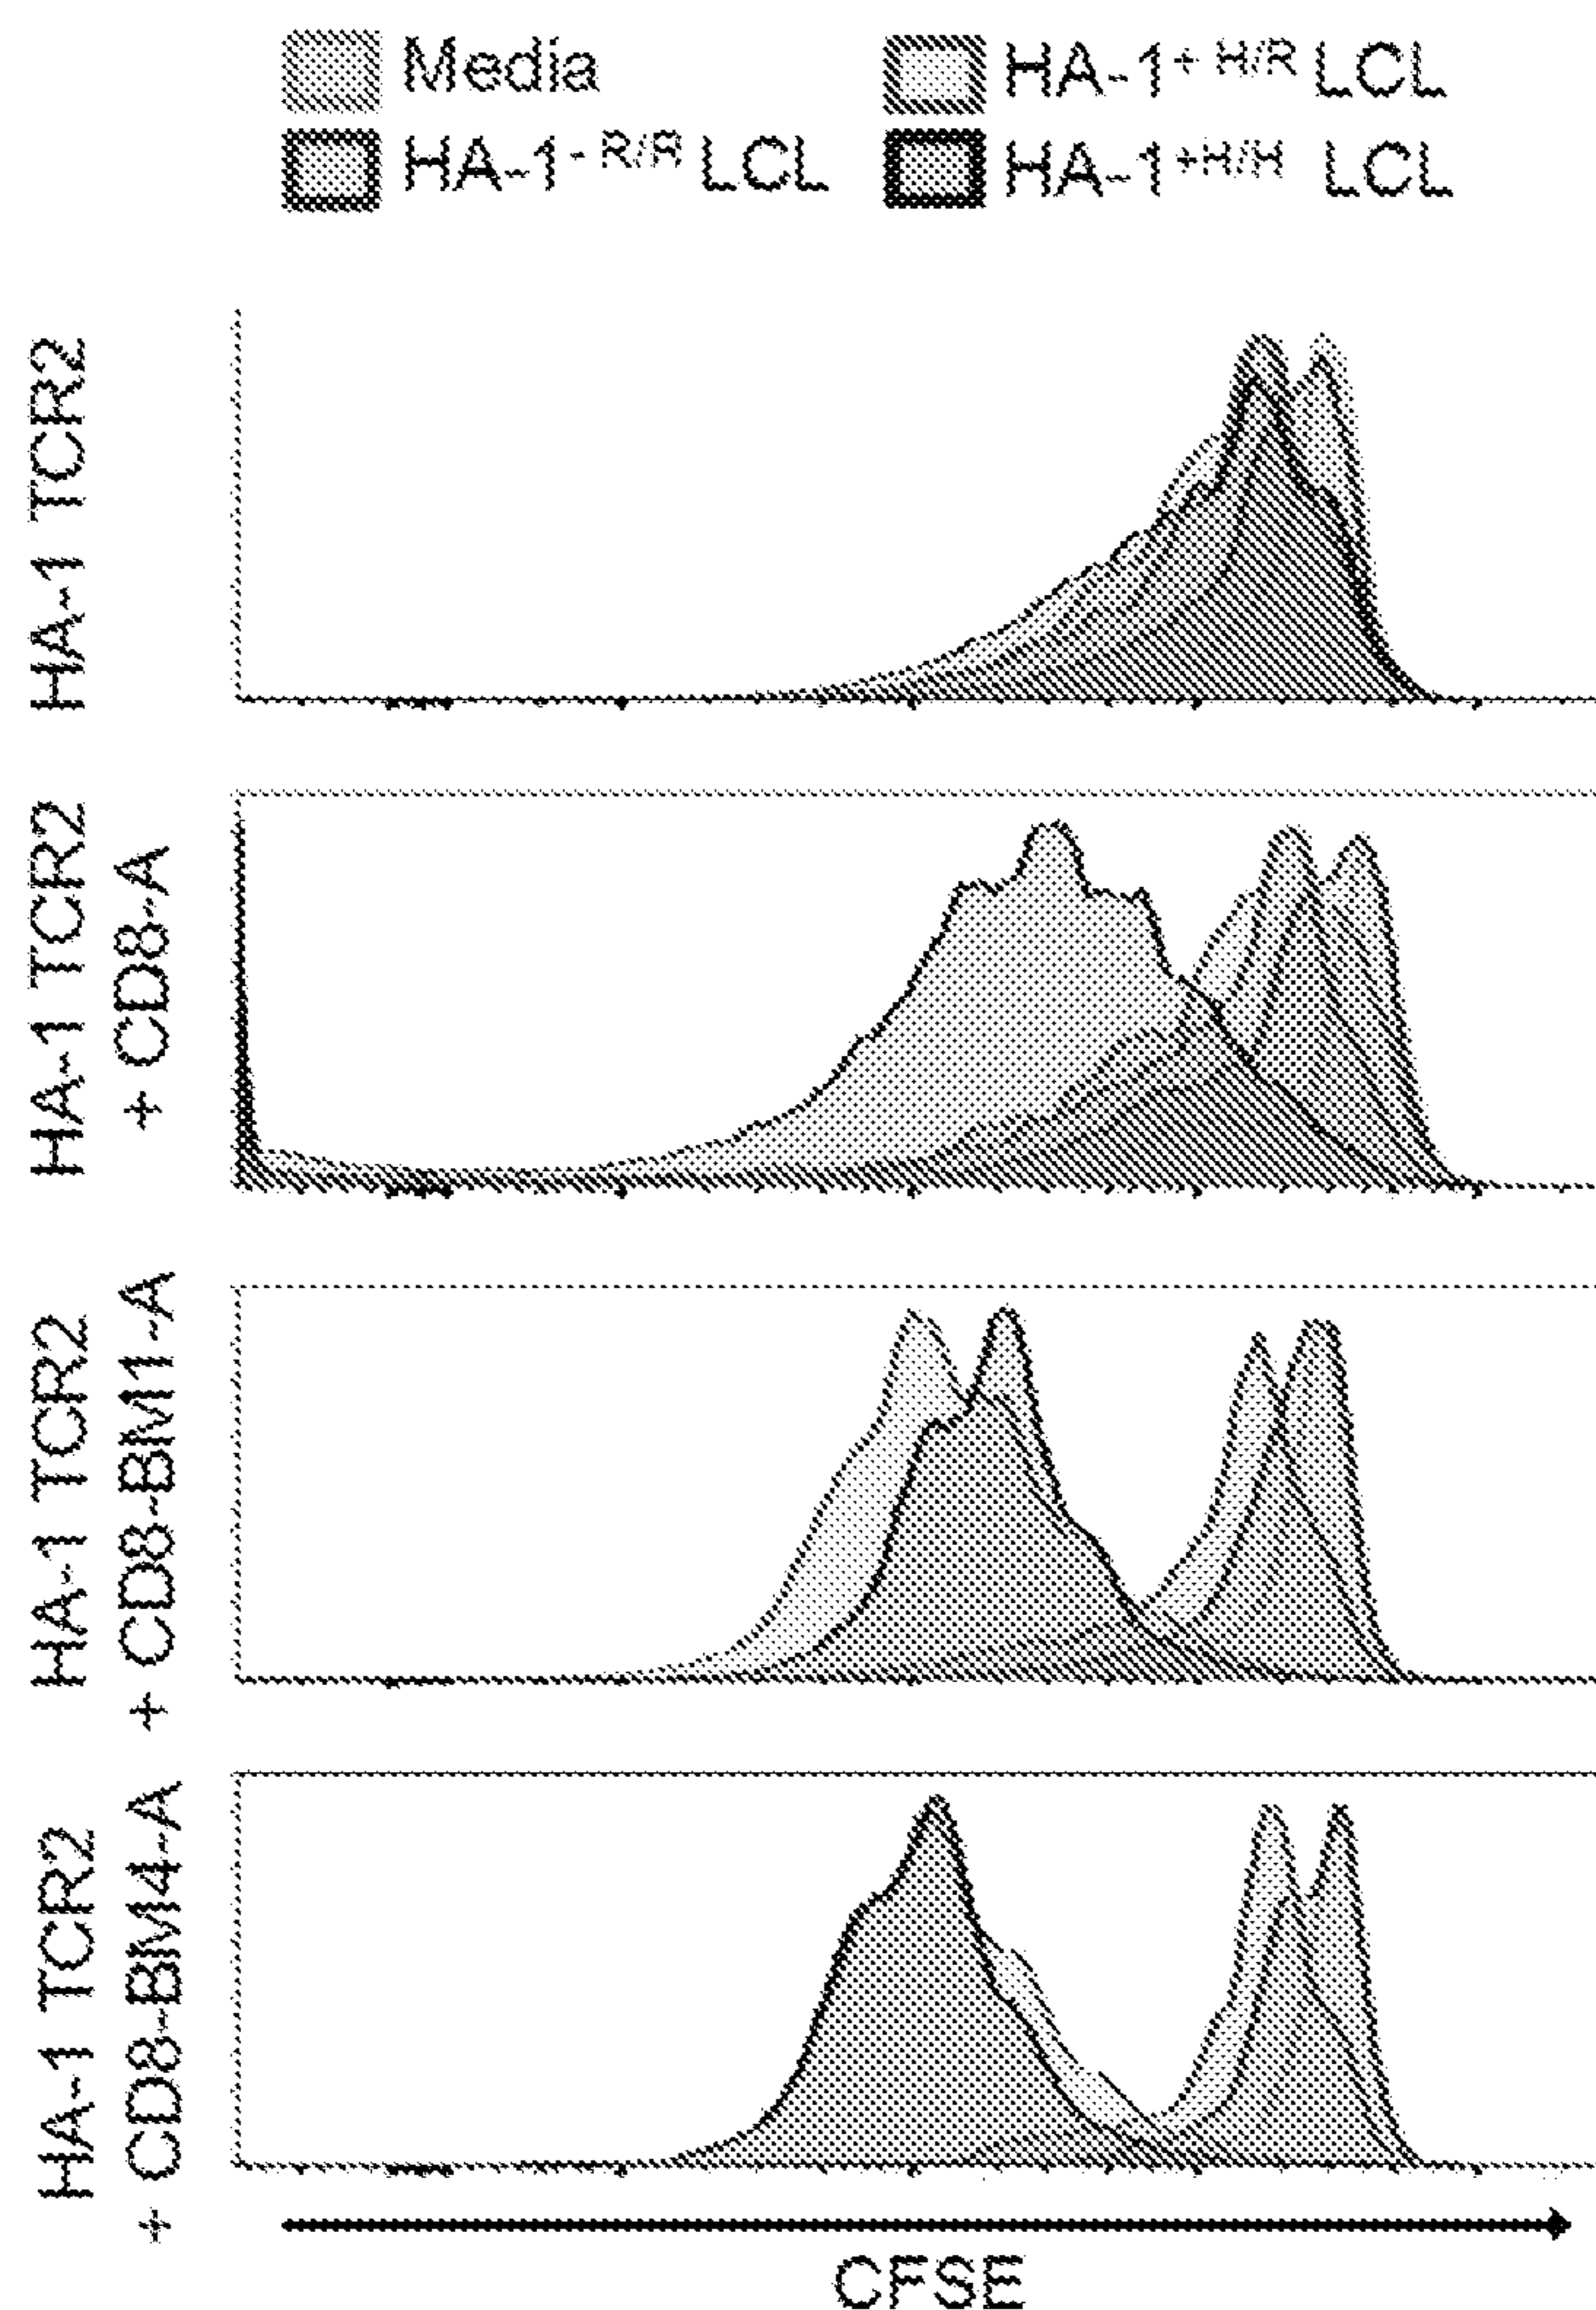 Media
HA-1+ H/R LCL
HA-1- R/R LCL
HA-1+H/H LCL
HA-1 TCR2
HA-1 TCR2
+ CD8-A
HA-1 TCR2
+ CD8-BM1-A
HA-1 TCR2
+ CD8-BM4-A
CFSE